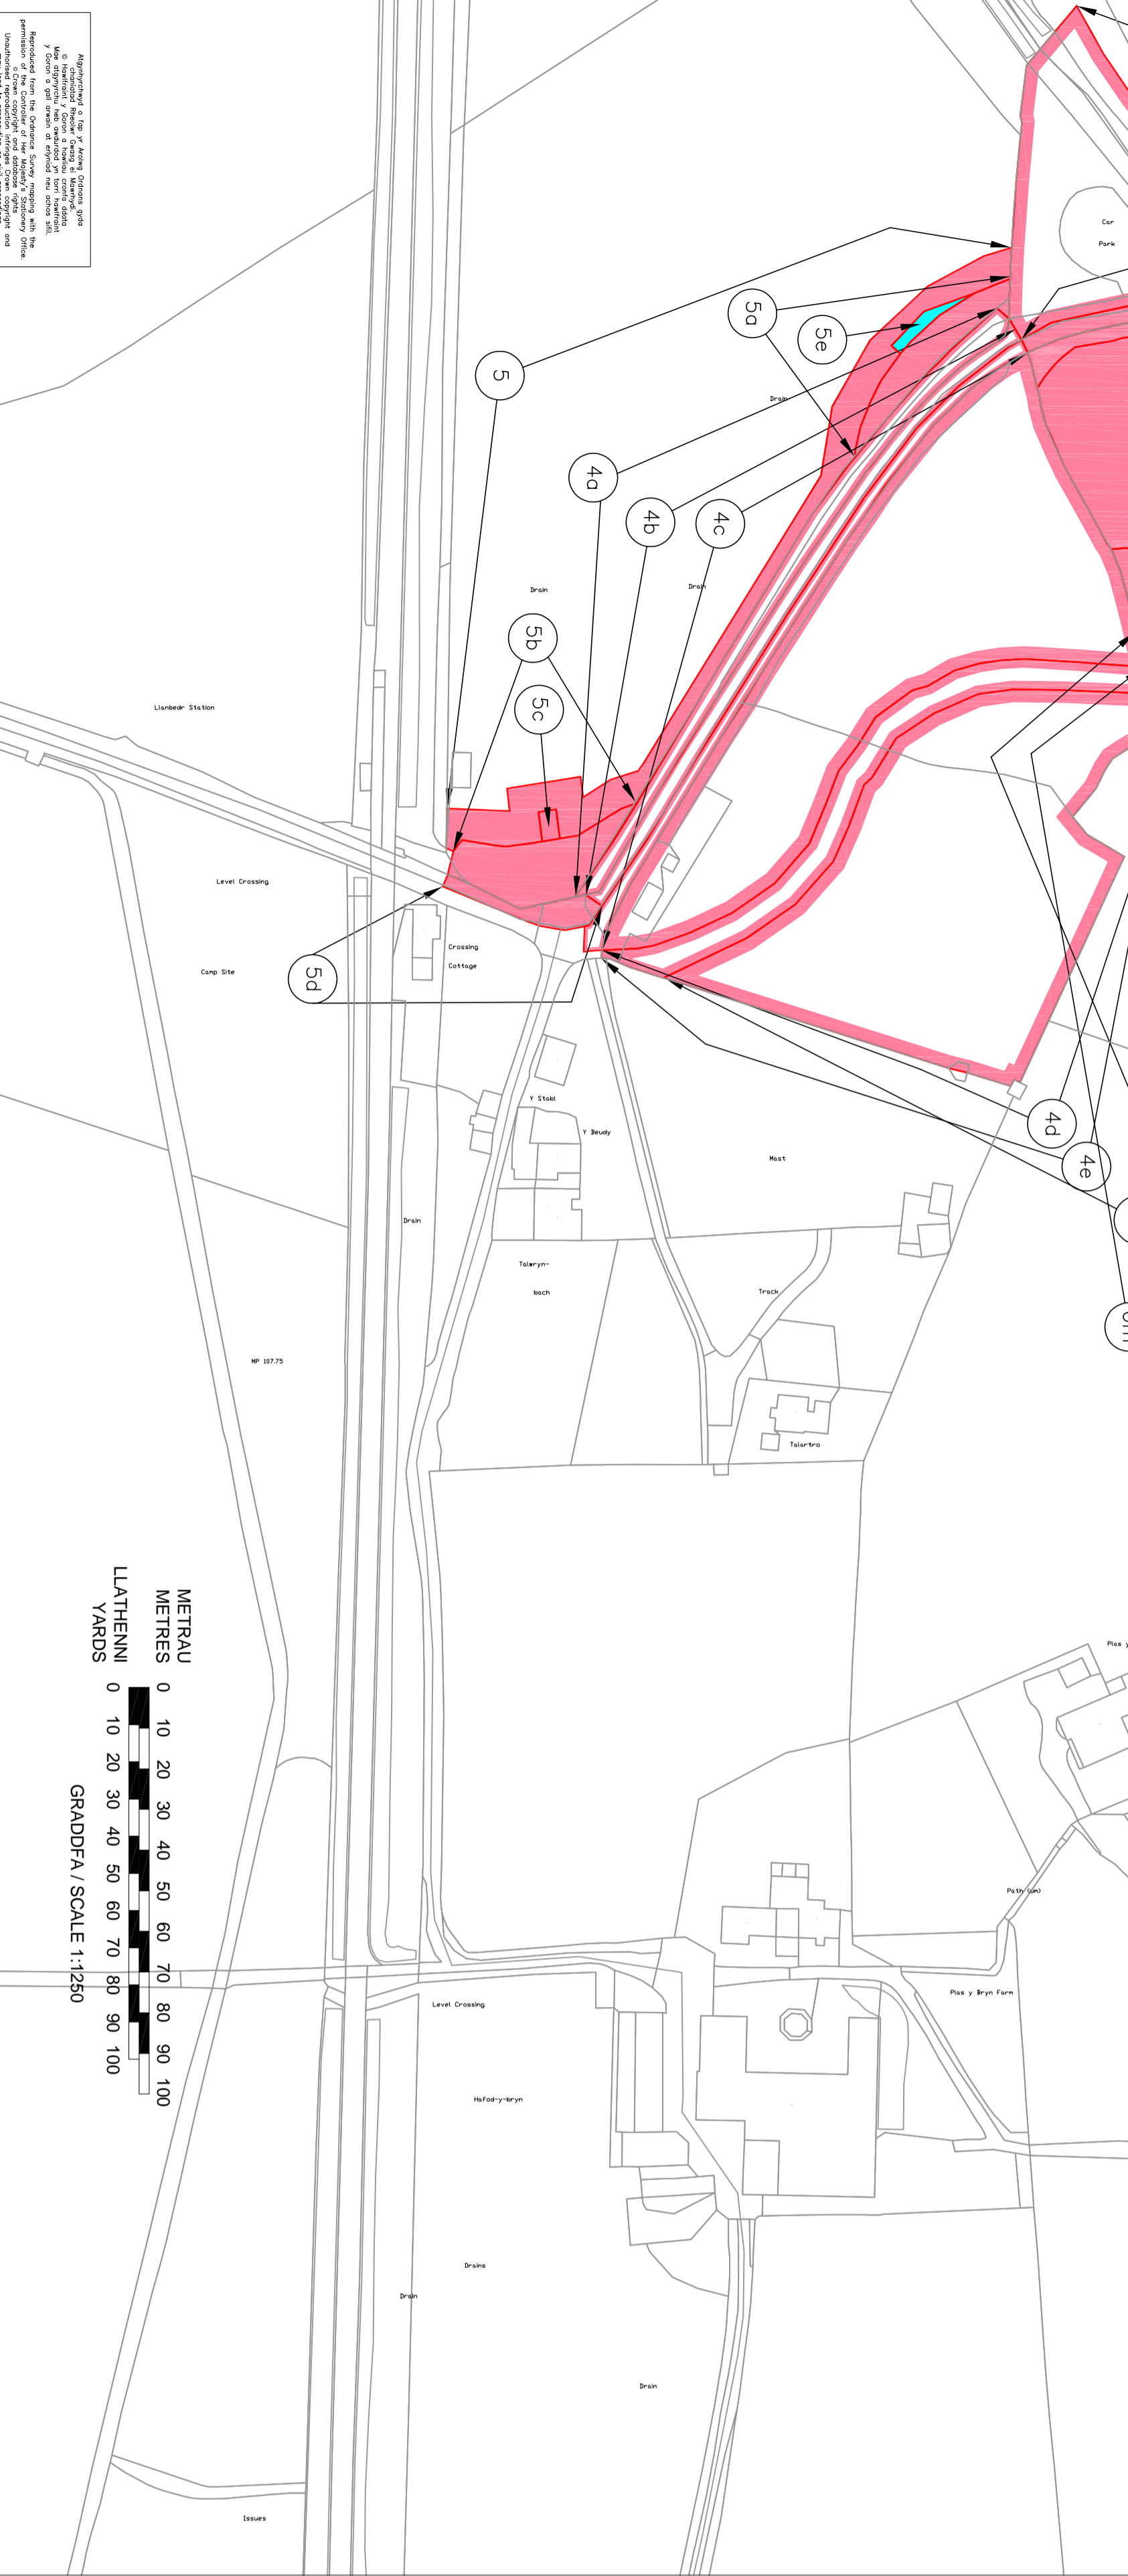 Atgynhyrchwyd o fap yr Arolwg Ordnans gyda
chaniatad Rheolwr Gwasg ei Mawrhydi.
© Hawlfraint y Goron a hawliau cronfa ddata
Mae atgynyrchu heb awdurdod yn torri hawlfraint
y Goron a gall arwain at erlyniad neu achos sifil.
Reproduced from the Ordnance Survey mapping with the
permission of the Controller of Her Majesty's Stationery Office.
© Crown copyright and database rights
Unauthorised reproduction infringes Crown copyright and
Car
Park
5a
5e
5
Drain
4a
4b
4c
Drain
Drain
5b
5c
Llanbedr Station
Level Crossing
Crossing
Cottage
Camp Site
5d
Y Stabl
Y Beudy
Mast
4d
4e
Drain
Talwryn-
bach
Track
MP 107.75
Talartro
Plas y
Path (um)
Plas y Bryn Farm
Level Crossing
Hafod-y-bryn
Drains
Drain
Drain
Issues
METRAU
METRES
0 10 20 30 40 50 60 70 80 90 100
LLATHENNI
YARDS
0 10 20 30 40 50 60 70 80 90 100
GRADDFA / SCALE 1:1250